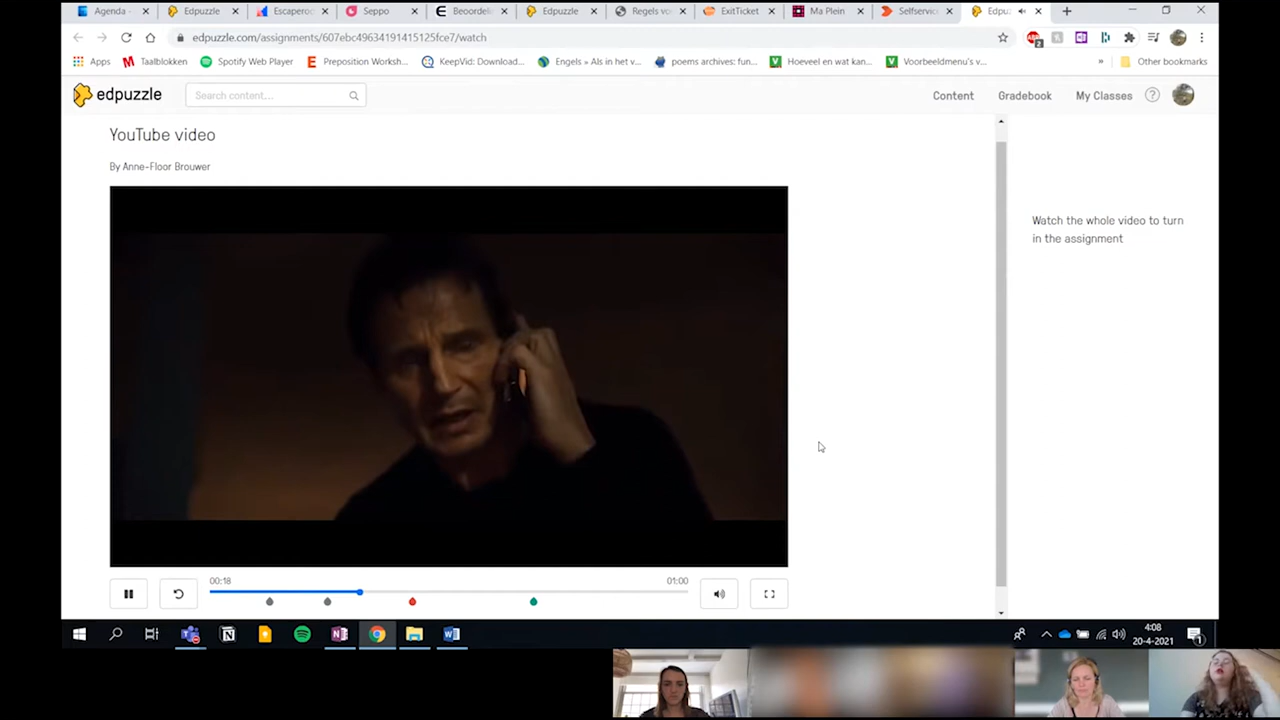 Agenda - Edpuzzle Escaperoo Seppo Beoordeli Edpuzzle Regels vo ExitTicket Ma Plein Selfservic Edpuz
edpuzzle.com/assignments/607ebc49634191415125fce7/watch
2
Apps Taalblokken Spotify Web Player Preposition Worksh... KeepVid: Download... Engels » Als in het v... poems archives: fun... Hoeveel en wat kan... Voorbeeldmenu's v... » Other bookmarks
edpuzzle Search content... Content Gradebook My Classes ?
YouTube video
By Anne-Floor Brouwer
Watch the whole video to turn
in the assignment
00:18 01:00
4:08
20-4-2021
1